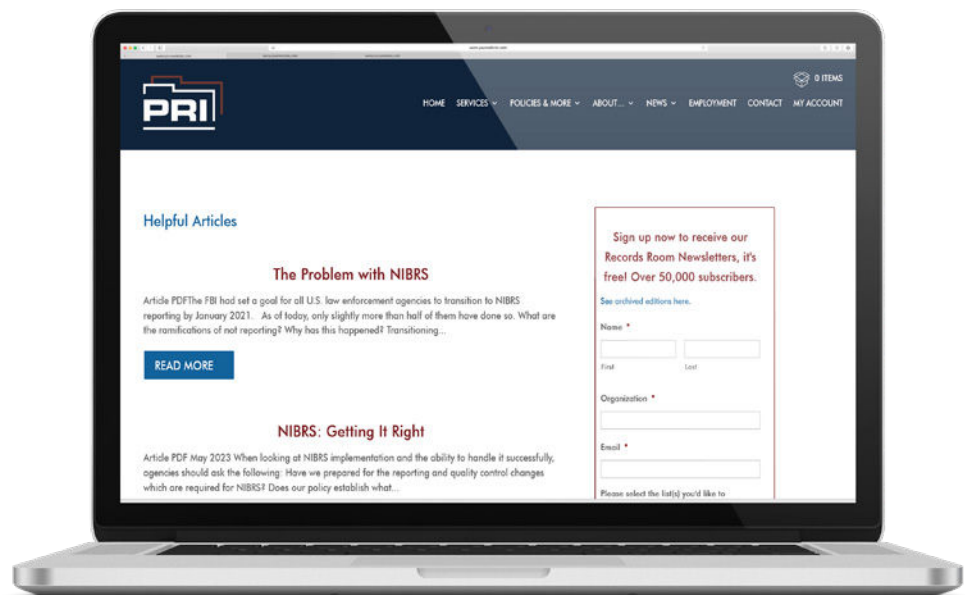 0 ITEMS
PRI
HOME SERVICES POLICIES & MORE ABOUT... NEWS EMPLOYMENT CONTACT MY ACCOUNT
Helpful Articles
The Problem with NIBRS
Article PDFThe FBI had set a goal for all U.S. law enforcement agencies to transition to NIBRS
reporting by January 2021. As of today, only slightly more than half of them have done so. What are
the ramifications of not reporting? Why has this happened? Transitioning...
READ MORE
NIBRS: Getting It Right
Article PDF May 2023 When looking at NIBRS implementation and the ability to handle it successfully,
agencies should ask the following: Have we prepared for the reporting and quality control changes
which are required for NIBRS? Does our policy establish what...
Sign up now to receive our
Records Room Newsletters, it's
free! Over 50,000 subscribers.
See archived editions here.
Name *
First Last
Organization *
Email *
Please select the list(s) you'd like to